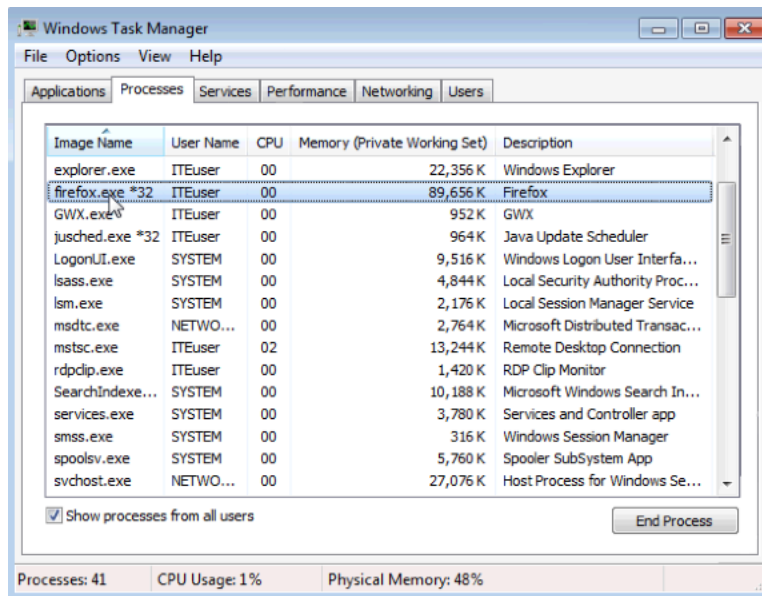 Windows Task Manager
File Options View Help
Applications Processes Services Performance Networking Users
Image Name User Name CPU Memory (Private Working Set) Description
explorer.exe ITEuser 00 22,356 K Windows Explorer
firefox.exe *32 ITEuser 00 89,656 K Firefox
GWX.exe ITEuser 00 952 K GWX
jusched.exe *32 ITEuser 00 964 K Java Update Scheduler
LogonUI.exe SYSTEM 00 9,516 K Windows Logon User Interfa...
lsass.exe SYSTEM 00 4,844 K Local Security Authority Proc...
lsm.exe SYSTEM 00 2,176 K Local Session Manager Service
msdtc.exe NETWO... 00 2,764 K Microsoft Distributed Transac...
mstsc.exe ITEuser 02 13,244 K Remote Desktop Connection
rdpclip.exe ITEuser 00 1,420 K RDP Clip Monitor
SearchIndexe... SYSTEM 00 10,188 K Microsoft Windows Search In...
services.exe SYSTEM 00 3,780 K Services and Controller app
smss.exe SYSTEM 00 316 K Windows Session Manager
spoolsv.exe SYSTEM 00 5,760 K Spooler SubSystem App
svchost.exe NETWO... 00 27,076 K Host Process for Windows Se...
Show processes from all users
End Process
Processes: 41 CPU Usage: 1% Physical Memory: 48%